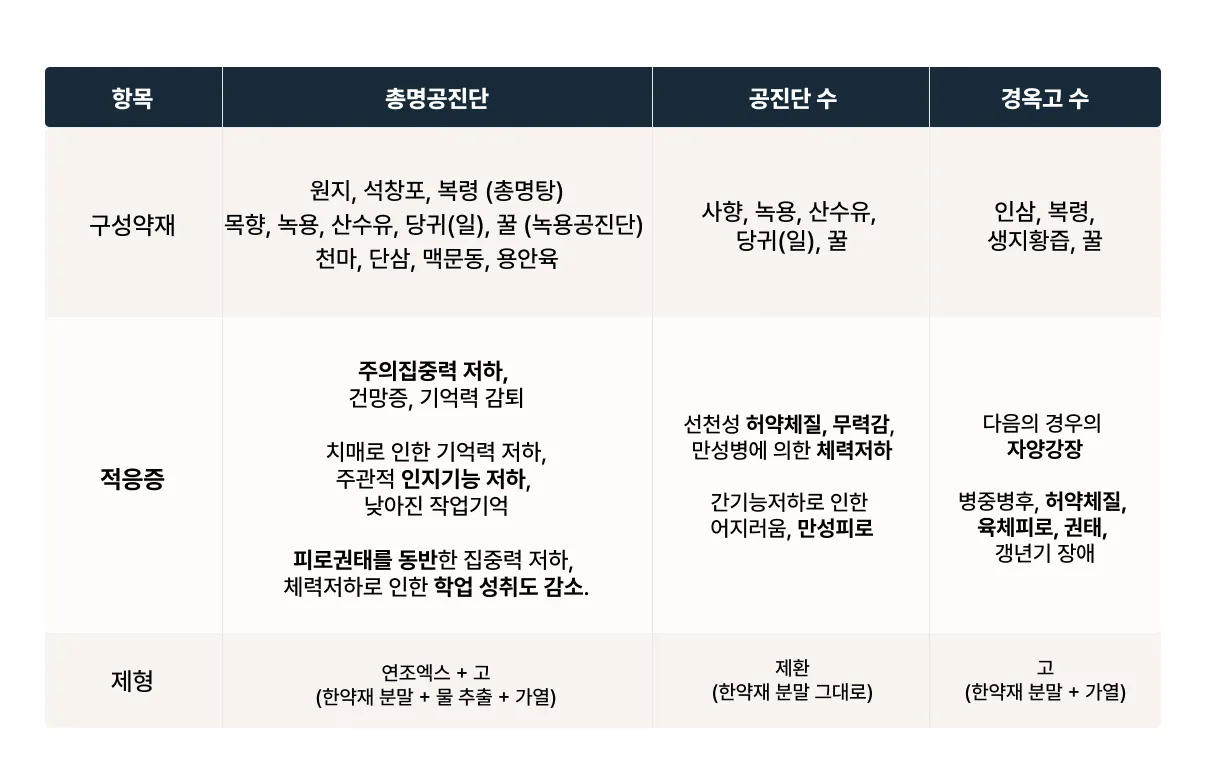 항목
총명공진단
공진단 수
경옥고 수
구성약재
원지, 석창포, 복령 (총명탕)
목향, 녹용, 산수유, 당귀(일), 꿀 (녹용공진단)
천마, 단삼, 맥문동, 용안육
사향, 녹용, 산수유,
당귀(일), 꿀
인삼, 복령,
생지황즙, 꿀
적응증
주의집중력 저하,
건망증, 기억력 감퇴
치매로 인한 기억력 저하,
주관적 인지기능 저하,
낮아진 작업기억
피로권태를 동반한 집중력 저하,
체력저하로 인한 학업 성취도 감소.
선천성 허약체질, 무력감,
만성병에 의한 체력저하
간기능저하로 인한
어지러움, 만성피로
다음의 경우의
자양강장
병중병후, 허약체질,
육체피로, 권태,
갱년기 장애
제형
연조엑스 + 고
(한약재 분말 + 물 추출 + 가열)
제환
(한약재 분말 그대로)
고
(한약재 분말 + 가열)